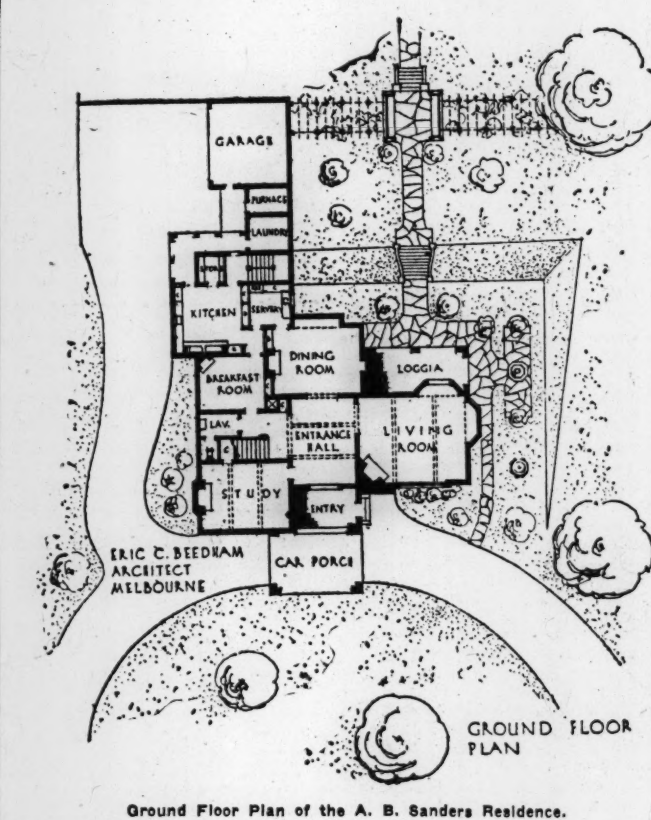 GARAGE
FURNACE
LAUNDRY
STORE
KITCHEN
SERVERY
DINING
ROOM
LOGGIA
BREAKFAST
ROOM
LAV.
C
ENTRANCE
HALL
LIVING
ROOM
STUDY
ENTRY
CAR PORCH
ERIC C. BEEDHAM
ARCHITECT
MELBOURNE
GROUND FLOOR
PLAN
Ground Floor Plan of the A. B. Sanders Residence.